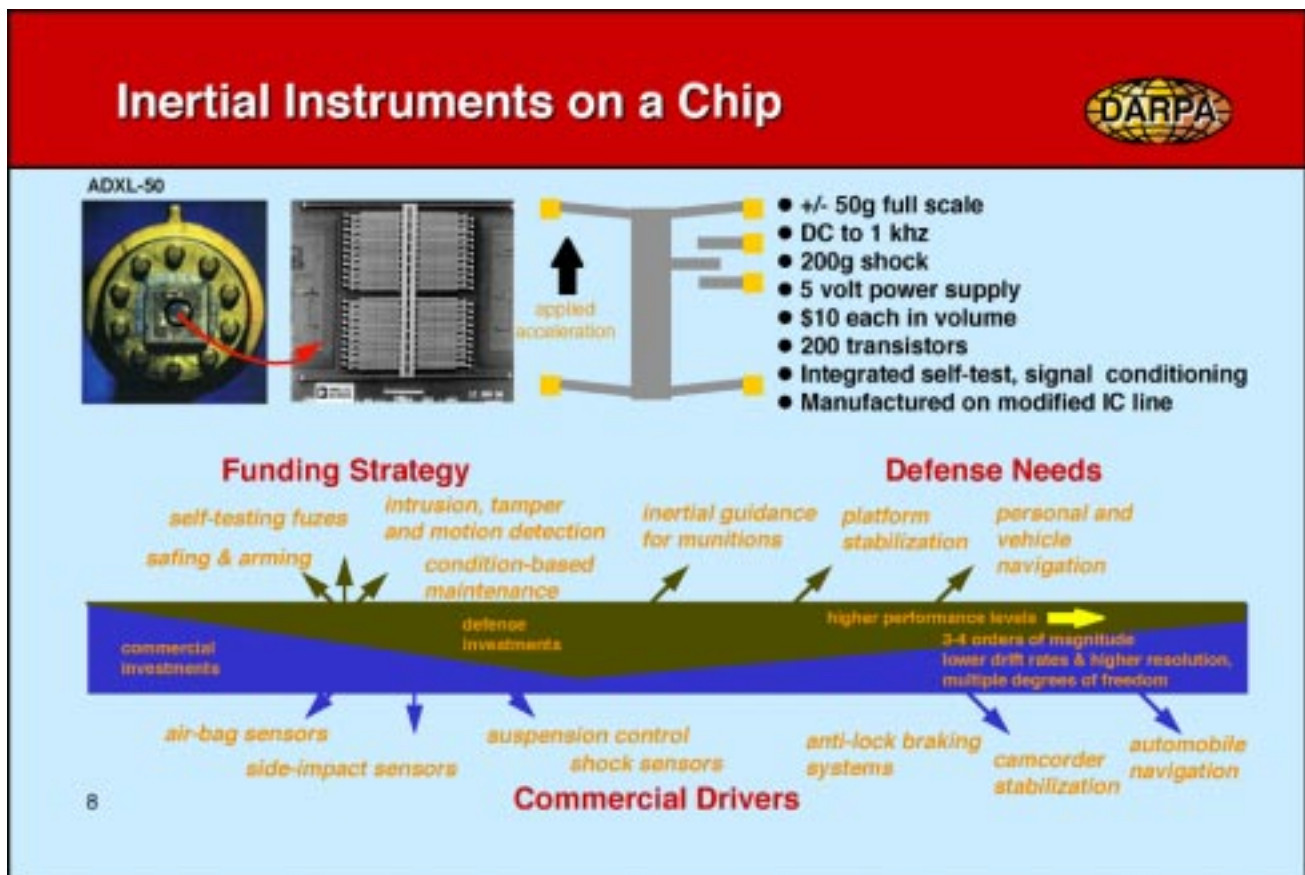 Inertial Instruments on a Chip
DARPA
ADXL-50
applied
acceleration
● +/- 50g full scale
● DC to 1 khz
● 200g shock
● 5 volt power supply
● $10 each in volume
● 200 transistors
● Integrated self-test, signal conditioning
● Manufactured on modified IC line
Funding Strategy
Defense Needs
self-testing fuzes
safing & arming
intrusion, tamper
and motion detection
condition-based
maintenance
inertial guidance
for munitions
platform
stabilization
personal and
vehicle
navigation
commercial
investments
defense
investments
higher performance levels
3-4 orders of magnitude
lower drift rates & higher resolution,
multiple degrees of freedom
air-bag sensors
side-impact sensors
suspension control
shock sensors
anti-lock braking
systems
camcorder
stabilization
automobile
navigation
Commercial Drivers
8